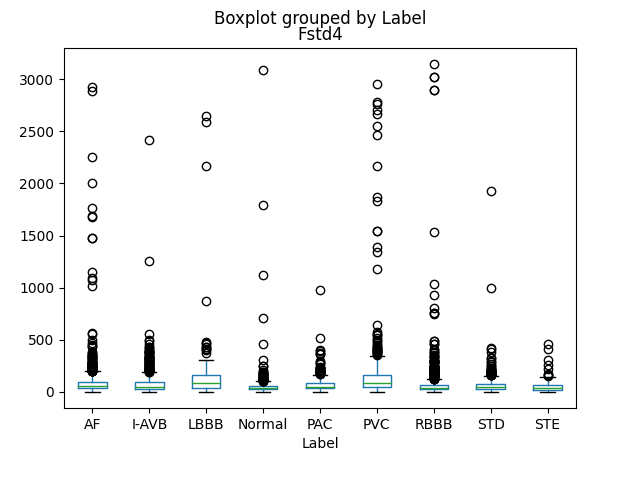 Boxplot grouped by Label
Fstd4
3000
2500
2000
1500
1000
500
0
AF I-AVB LBBB Normal PAC PVC RBBB STD STE
Label